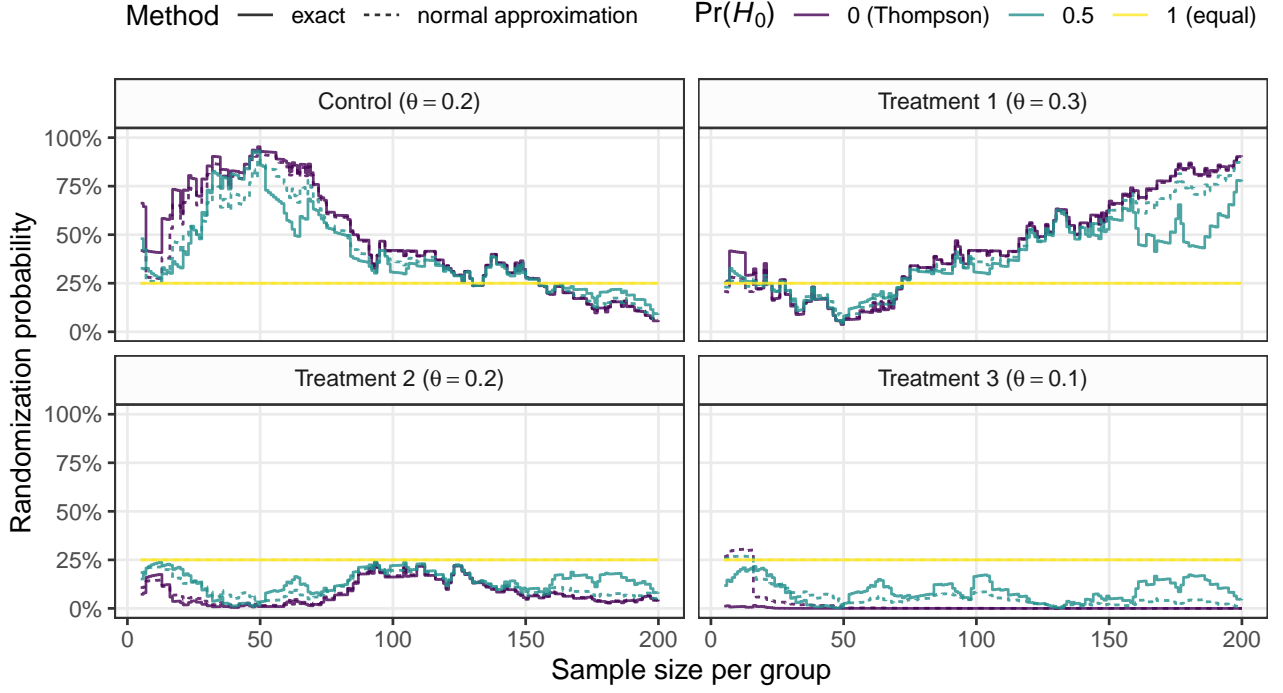 Method exact normal approximation Pr(H₀) 0 (Thompson) 0.5 1 (equal)
Control (θ = 0.2)
Treatment 1 (θ = 0.3)
100%
75%
50%
25%
0%
Treatment 2 (θ = 0.2)
Treatment 3 (θ = 0.1)
100%
75%
50%
25%
0%
0 50 100 150 200
0 50 100 150 200
Randomization probability
Sample size per group